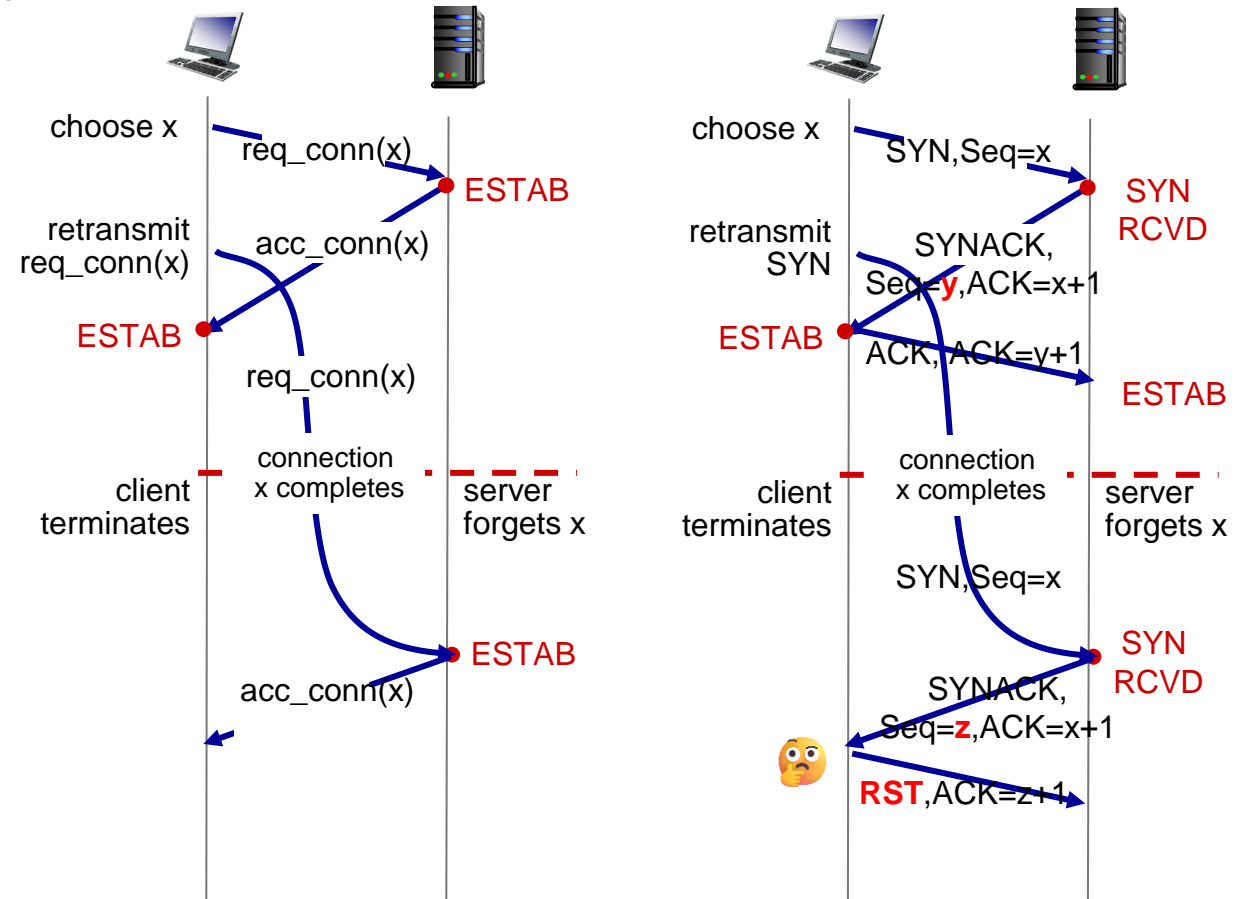 choose x
req_conn(x)
ESTAB
retransmit
req_conn(x)
acc_conn(x)
ESTAB
req_conn(x)
connection
x completes
client
terminates
server
forgets x
ESTAB
acc_conn(x)
choose x
SYN,Seq=x
SYN
RCVD
retransmit
SYN
SYNACK,
Seq=y,ACK=x+1
ESTAB
ACK, ACK=y+1
ESTAB
connection
x completes
client
terminates
server
forgets x
SYN,Seq=x
SYN
RCVD
SYNACK,
Seq=z,ACK=x+1
RST,ACK=z+1